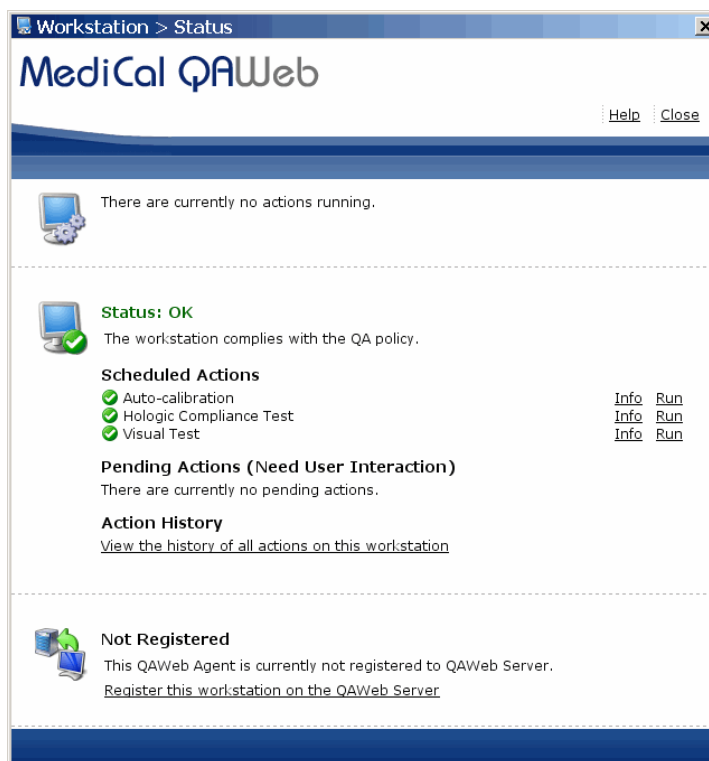 Workstation > Status
MediCal QAWeb
Help Close
There are currently no actions running.
Status: OK
The workstation complies with the QA policy.
Scheduled Actions
Auto-calibration Info Run
Hologic Compliance Test Info Run
Visual Test Info Run
Pending Actions (Need User Interaction)
There are currently no pending actions.
Action History
View the history of all actions on this workstation
Not Registered
This QAWeb Agent is currently not registered to QAWeb Server.
Register this workstation on the QAWeb Server